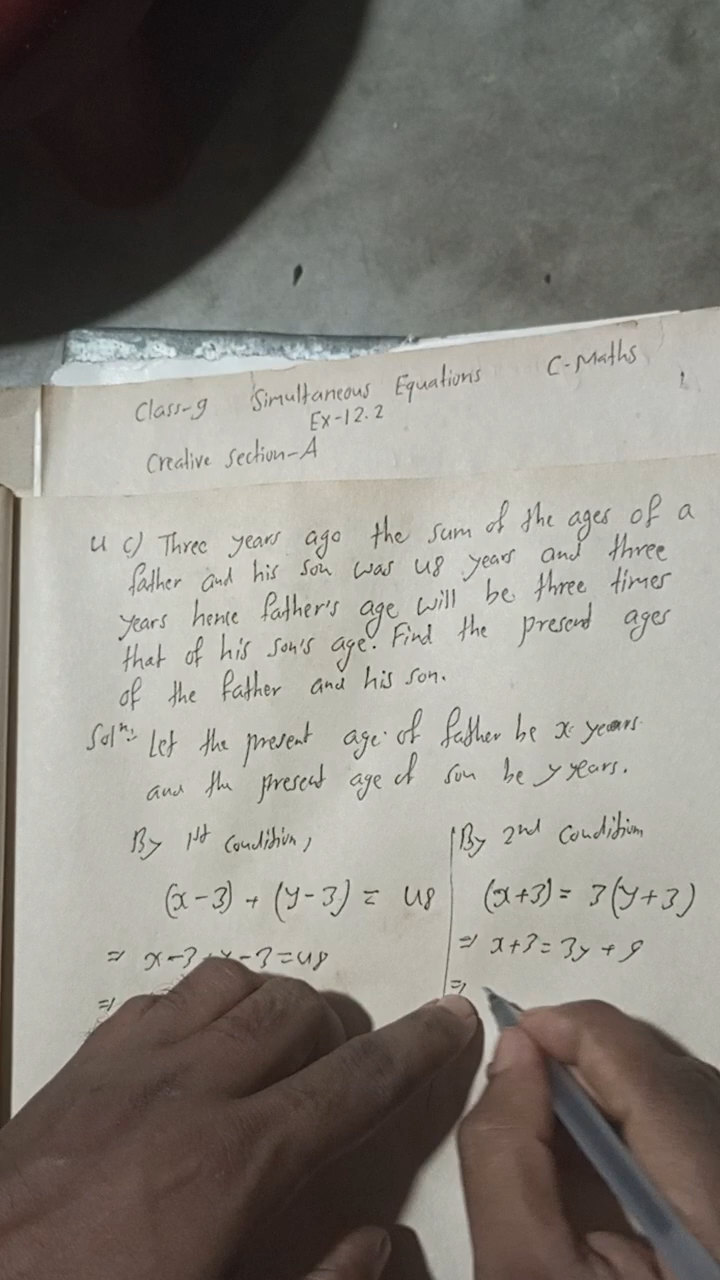 Class-9 Simultaneous Equations C-Maths
Ex-12.2
Creative section-A
4 c) Three years ago the sum of the ages of a
father and his son was 48 years and three
years hense father's age will be three times
that of his son's age. Find the present ages
of the father and his son.
Solⁿ:- Let the present age of father be x years
and the present age of son be y years.
By 1st condition,
(x-3) + (y-3) = 48
⇒ x-3+y-3=48
⇒
By 2nd Condition
(x+3) = 3(y+3)
⇒ x+3=3y+9
⇒